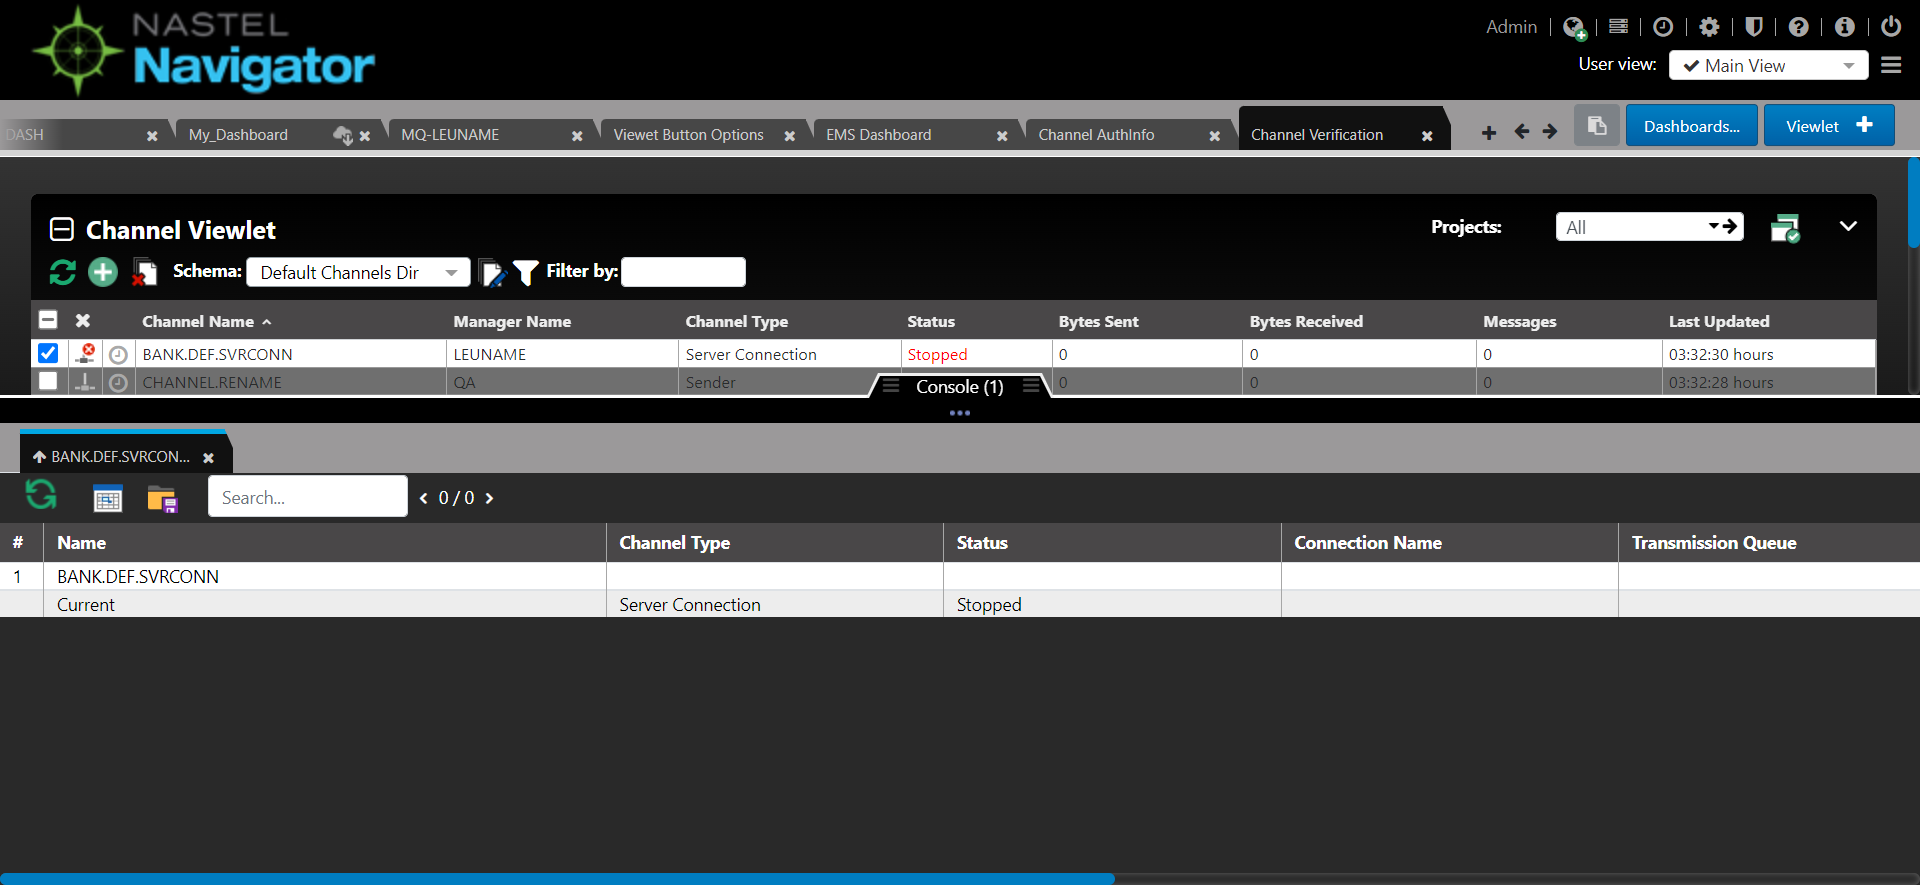 NASTEL
Navigator
Admin
User view: Main View
DASH My_Dashboard MQ-LEUNAME Viewet Button Options EMS Dashboard Channel AuthInfo Channel Verification Dashboards... Viewlet
Channel Viewlet Projects: All
Schema: Default Channels Dir Filter by:
Channel Name Manager Name Channel Type Status Bytes Sent Bytes Received Messages Last Updated
BANK.DEF.SVRCONN LEUNAME Server Connection Stopped 0 0 0 03:32:30 hours
CHANNEL.RENAME QA Sender 0 0 0 03:32:28 hours
Console (1)
BANK.DEF.SVRCON...
Search... 0 / 0
# Name Channel Type Status Connection Name Transmission Queue
1 BANK.DEF.SVRCONN
Current Server Connection Stopped